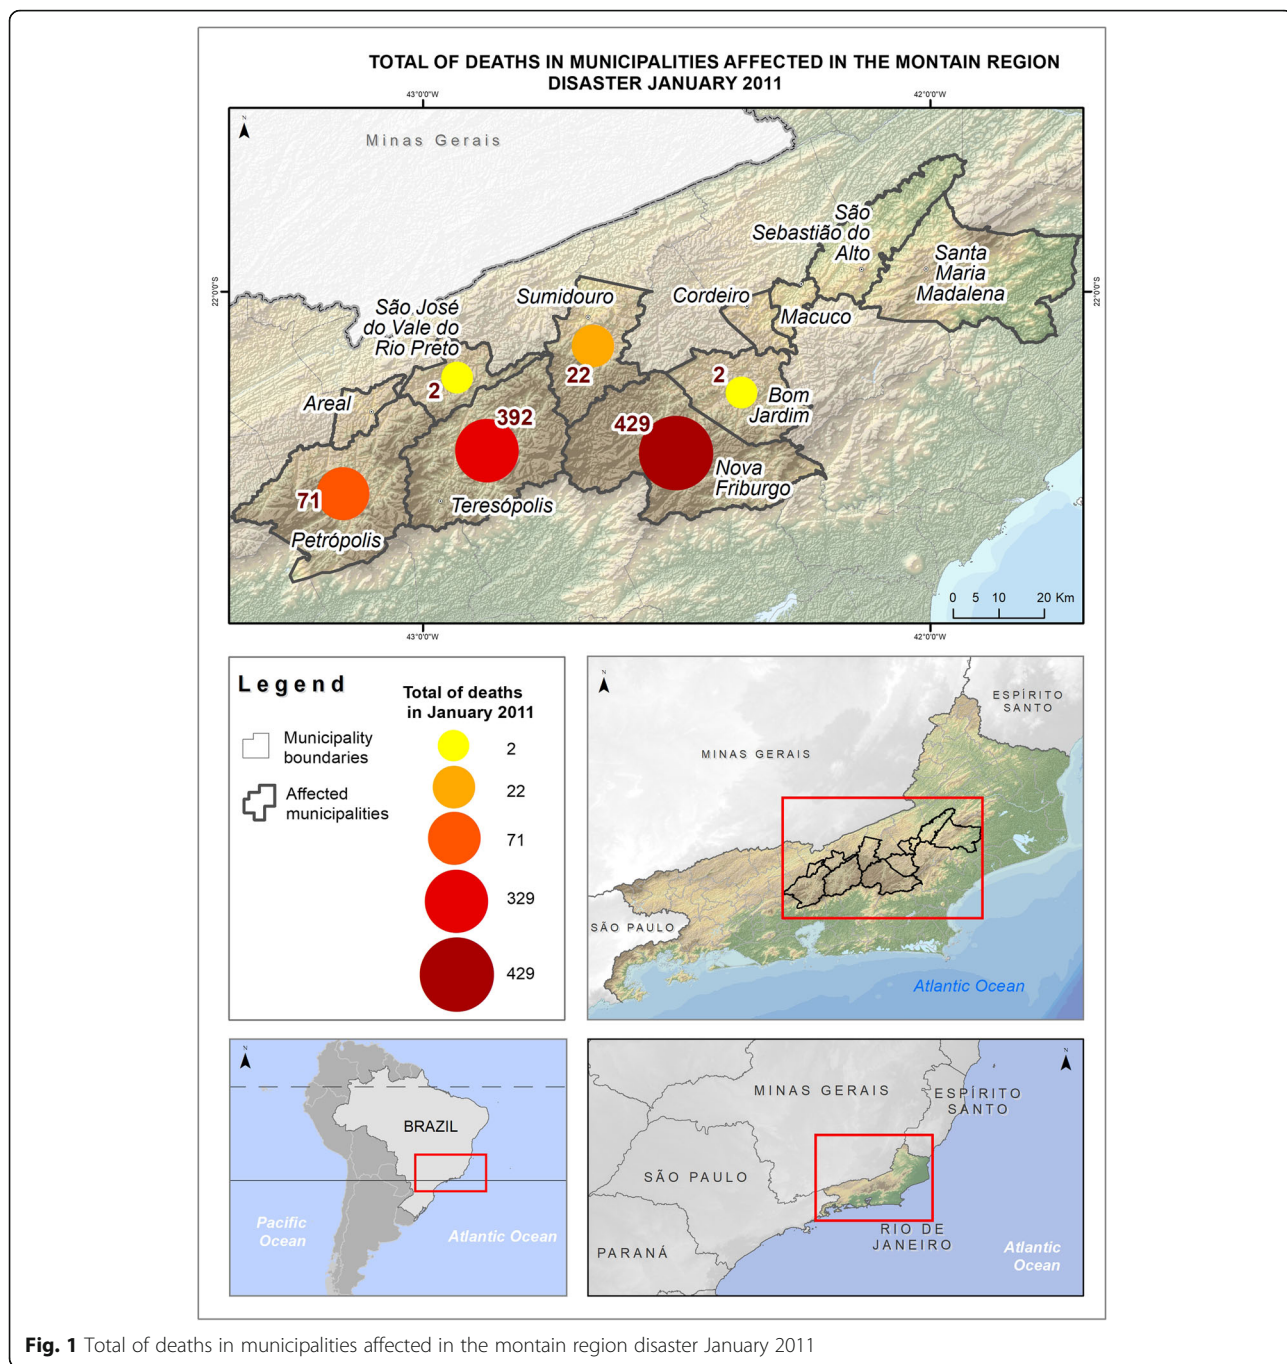 TOTAL OF DEATHS IN MUNICIPALITIES AFFECTED IN THE MONTAIN REGION
DISASTER JANUARY 2011
43°0'0"W
42°0'0"W
N
Minas Gerais
São
Sebastião do
Alto
Santa
Maria
Madalena
22°0'0"S
22°0'0"S
São José
do Vale do
Rio Preto
Sumidouro
Cordeiro
Macuco
2
22
2
Bom
Jardim
Areal
392
429
Nova
Friburgo
71
Teresópolis
Petrópolis
0 5 10 20 Km
43°0'0"W
42°0'0"W
Legend
Municipality
boundaries
Affected
municipalities
Total of deaths
in January 2011
2
22
71
329
429
N
ESPÍRITO
SANTO
MINAS GERAIS
SÃO PAULO
Atlantic Ocean
N
BRAZIL
Pacific
Ocean
Atlantic Ocean
N
MINAS GERAIS
ESPÍRITO
SANTO
SÃO PAULO
RIO DE
JANEIRO
PARANÁ
Atlantic
Ocean
Fig. 1 Total of deaths in municipalities affected in the montain region disaster January 2011